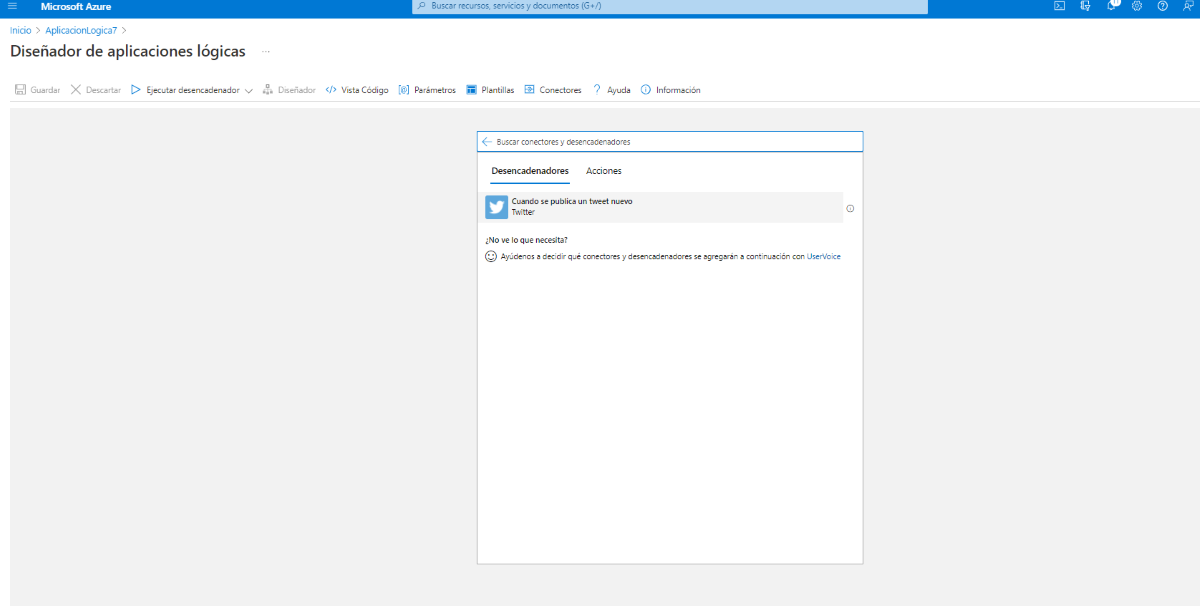 Microsoft Azure
Buscar recursos, servicios y documentos (G+/)
Inicio > AplicacionLogica7 >
Diseñador de aplicaciones lógicas ...
Guardar Descartar Ejecutar desencadenador Diseñador Vista Código Parámetros Plantillas Conectores Ayuda Información
Buscar conectores y desencadenadores
Desencadenadores Acciones
Cuando se publica un tweet nuevo
Twitter
¿No ve lo que necesita?
Ayúdenos a decidir qué conectores y desencadenadores se agregarán a continuación con UserVoice